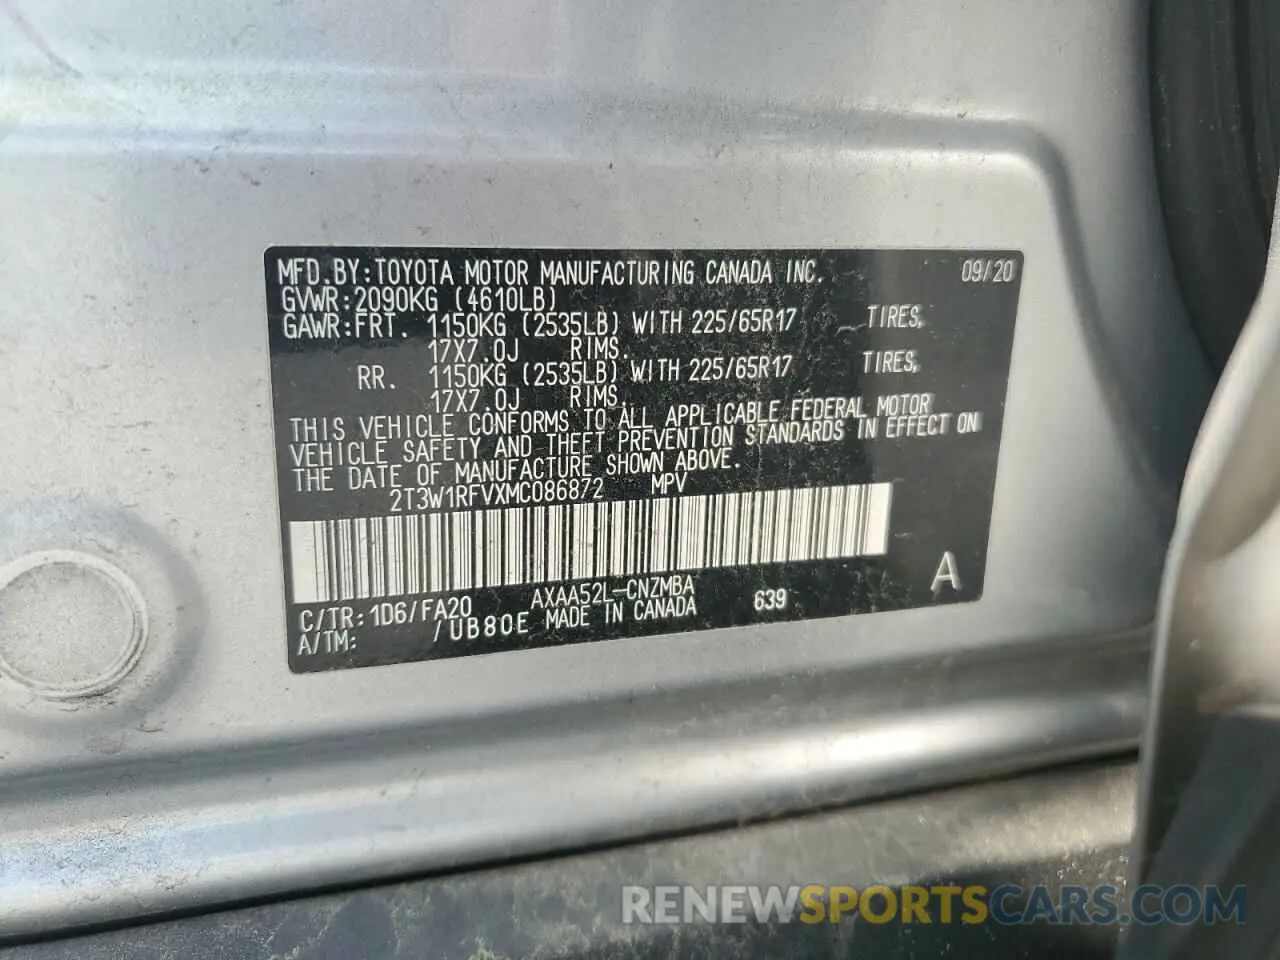 MFD.BY:TOYOTA MOTOR MANUFACTURING CANADA INC. 09/20
GVWR:2090KG (4610LB)
GAWR:FRT. 1150KG (2535LB) WITH 225/65R17 TIRES,
17X7.0J RIMS.
RR. 1150KG (2535LB) WITH 225/65R17 TIRES,
17X7.0J RIMS.
THIS VEHICLE CONFORMS TO ALL APPLICABLE FEDERAL MOTOR
VEHICLE SAFETY AND THEFT PREVENTION STANDARDS IN EFFECT ON
THE DATE OF MANUFACTURE SHOWN ABOVE.
2T3W1RFVXMC086872 MPV
A
C/TR:1D6/FA20 AXAA52L-CNZMBA 639
A/TM: /UB80E MADE IN CANADA
RENEWSPORTSCARS.COM